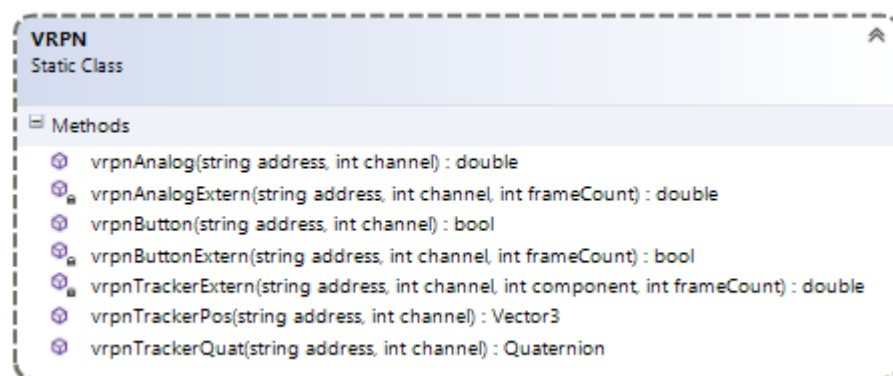 VRPN
Static Class
Methods
vrpnAnalog(string address, int channel) : double
vrpnAnalogExtern(string address, int channel, int frameCount) : double
vrpnButton(string address, int channel) : bool
vrpnButtonExtern(string address, int channel, int frameCount) : bool
vrpnTrackerExtern(string address, int channel, int component, int frameCount) : double
vrpnTrackerPos(string address, int channel) : Vector3
vrpnTrackerQuat(string address, int channel) : Quaternion